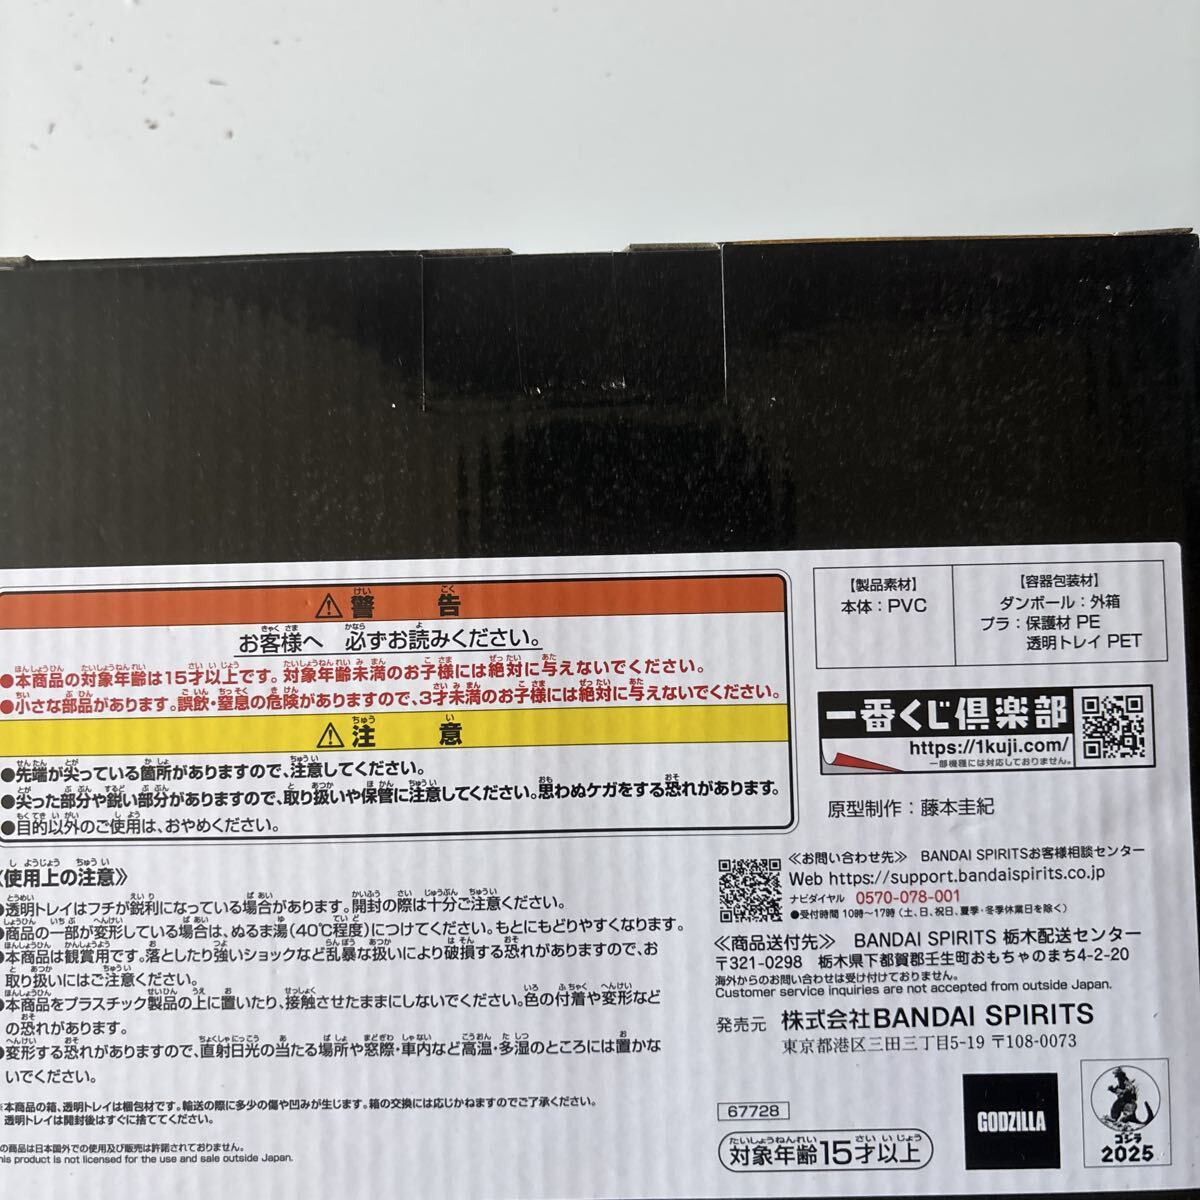 ⚠警告
お客様へ 必ずお読みください。
●本商品の対象年齢は15才以上です。対象年齢未満のお子様には絶対に与えないでください。
●小さな部品があります。誤飲・窒息の危険がありますので、3才未満のお子様には絶対に与えないでください。
⚠注意
●先端が尖っている箇所がありますので、注意してください。
●尖った部分や鋭い部分がありますので、取り扱いや保管に注意してください。思わぬケガをする恐れがあります。
●目的以外のご使用は、おやめください。
《使用上の注意》
●透明トレイはフチが鋭利になっている場合があります。開封の際は十分ご注意ください。
●商品の一部が変形している場合は、ぬるま湯(40℃程度)につけてください。もとにもどりやすくなります。
●本商品は観賞用です。落としたり強いショックなど乱暴な扱いにより破損する恐れがありますので、お
取り扱いにはご注意ください。
●本商品をプラスチック製品の上に置いたり、接触させたままにしないでください。色の付着や変形など
の恐れがあります。
●変形する恐れがありますので、直射日光の当たる場所や窓際・車内など高温・多湿のところには置かな
いでください。
※本商品の箱、透明トレイは梱包材です。輸送の際に多少の傷や凹みが生じます。箱の交換には応じかねますのでご了承ください。
透明トレイは開封後はすぐに捨ててください。
の商品は日本国外での使用及び販売は許諾されておりません。
his product is not licensed for the use and sale outside Japan.
【製品素材】
本体：PVC
【容器包装材】
ダンボール：外箱
プラ：保護材 PE
透明トレイ PET
一番くじ倶楽部
https://1kuji.com/
一部機種には対応しておりません。
原型制作：藤本圭紀
≪お問い合わせ先≫ BANDAI SPIRITSお客様相談センター
Web https://support.bandaispirits.co.jp
ナビダイヤル 0570-078-001
●受付時間 10時〜17時(土、日、祝日、夏季・冬季休業日を除く)
≪商品送付先≫ BANDAI SPIRITS 栃木配送センター
〒321-0298 栃木県下都賀郡壬生町おもちゃのまち4-2-20
海外からのお問い合わせは受け付けておりません。
Customer service inquiries are not accepted from outside Japan.
発売元 株式会社BANDAI SPIRITS
東京都港区三田三丁目5-19 〒108-0073
67728
対象年齢15才以上
GODZILLA
ゴジラ
2025